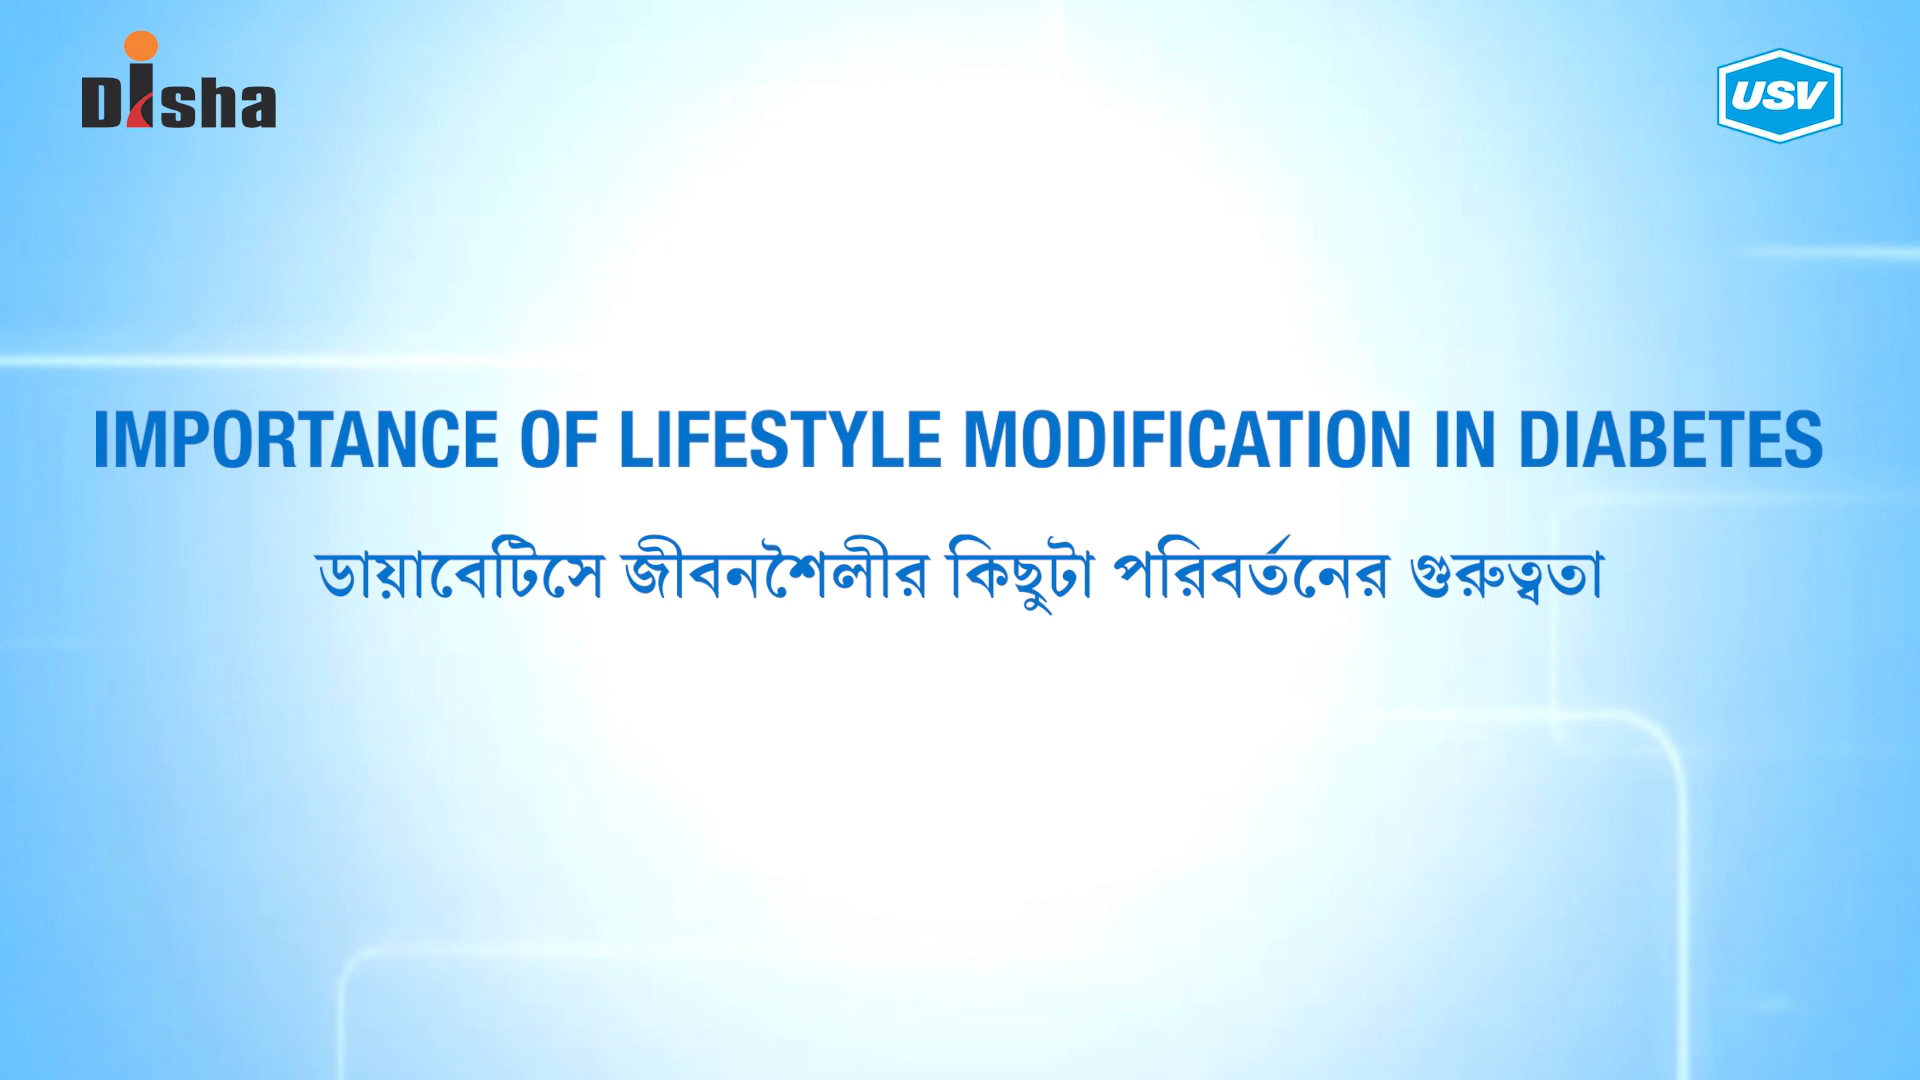 Disha
USV
IMPORTANCE OF LIFESTYLE MODIFICATION IN DIABETES
ডায়াবেটিসে জীবনশৈলীর কিছুটা পরিবর্তনের গুরুত্বতা